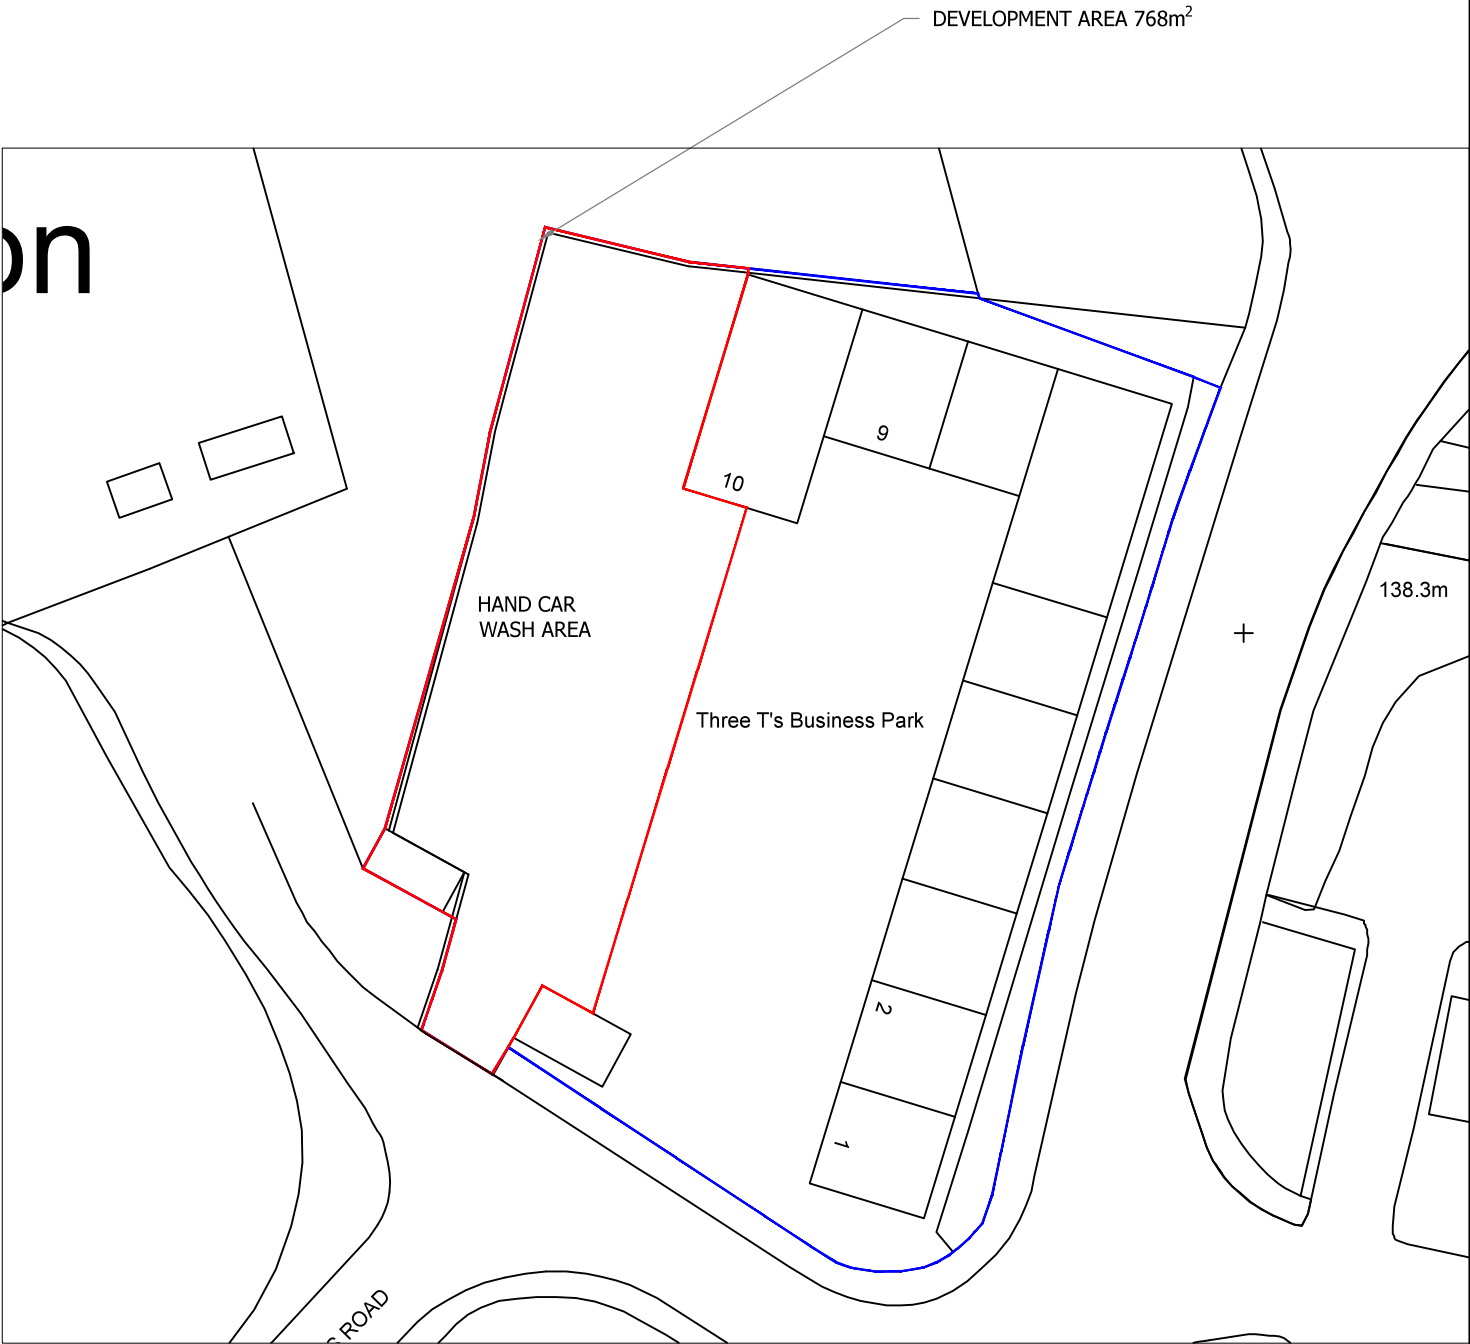 DEVELOPMENT AREA 768m²
on
9
10
138.3m
HAND CAR
WASH AREA
Three T's Business Park
2
1
ROAD